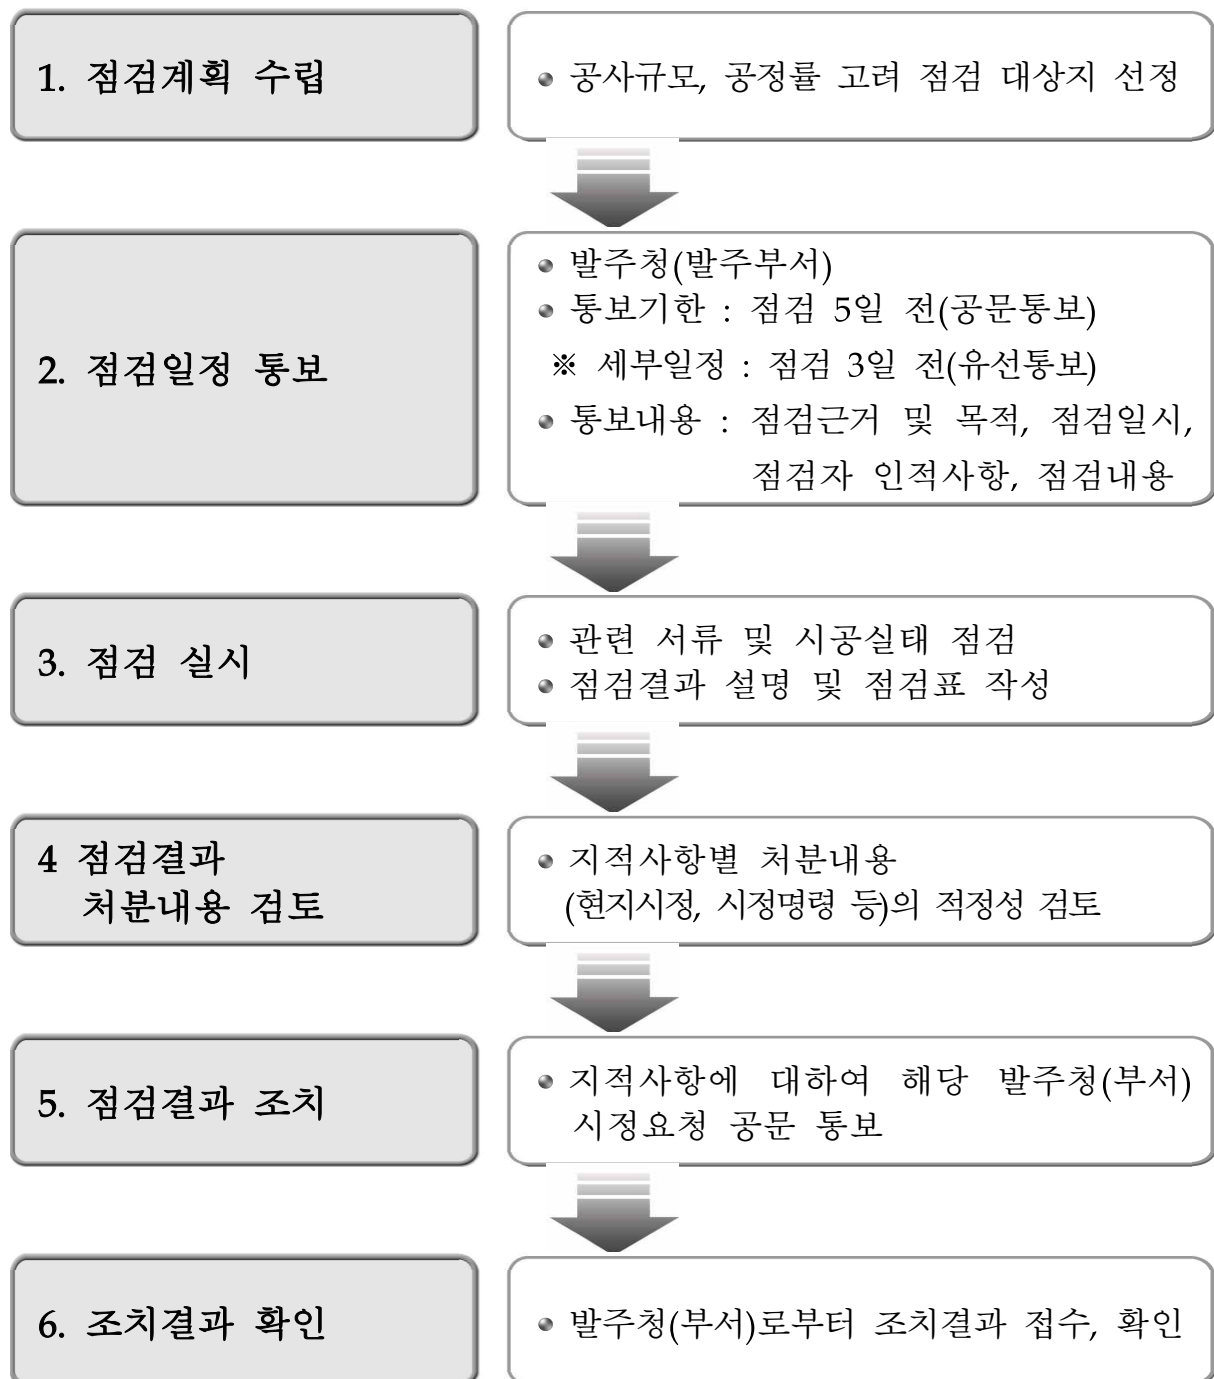 1. 점검계획 수립
• 공사규모, 공정률 고려 점검 대상지 선정
2. 점검일정 통보
• 발주청(발주부서)
• 통보기한 : 점검 5일 전(공문통보)
※ 세부일정 : 점검 3일 전(유선통보)
• 통보내용 : 점검근거 및 목적, 점검일시,
점검자 인적사항, 점검내용
3. 점검 실시
• 관련 서류 및 시공실태 점검
• 점검결과 설명 및 점검표 작성
4 점검결과
처분내용 검토
• 지적사항별 처분내용
(현지시정, 시정명령 등)의 적정성 검토
5. 점검결과 조치
• 지적사항에 대하여 해당 발주청(부서)
시정요청 공문 통보
6. 조치결과 확인
• 발주청(부서)로부터 조치결과 접수, 확인